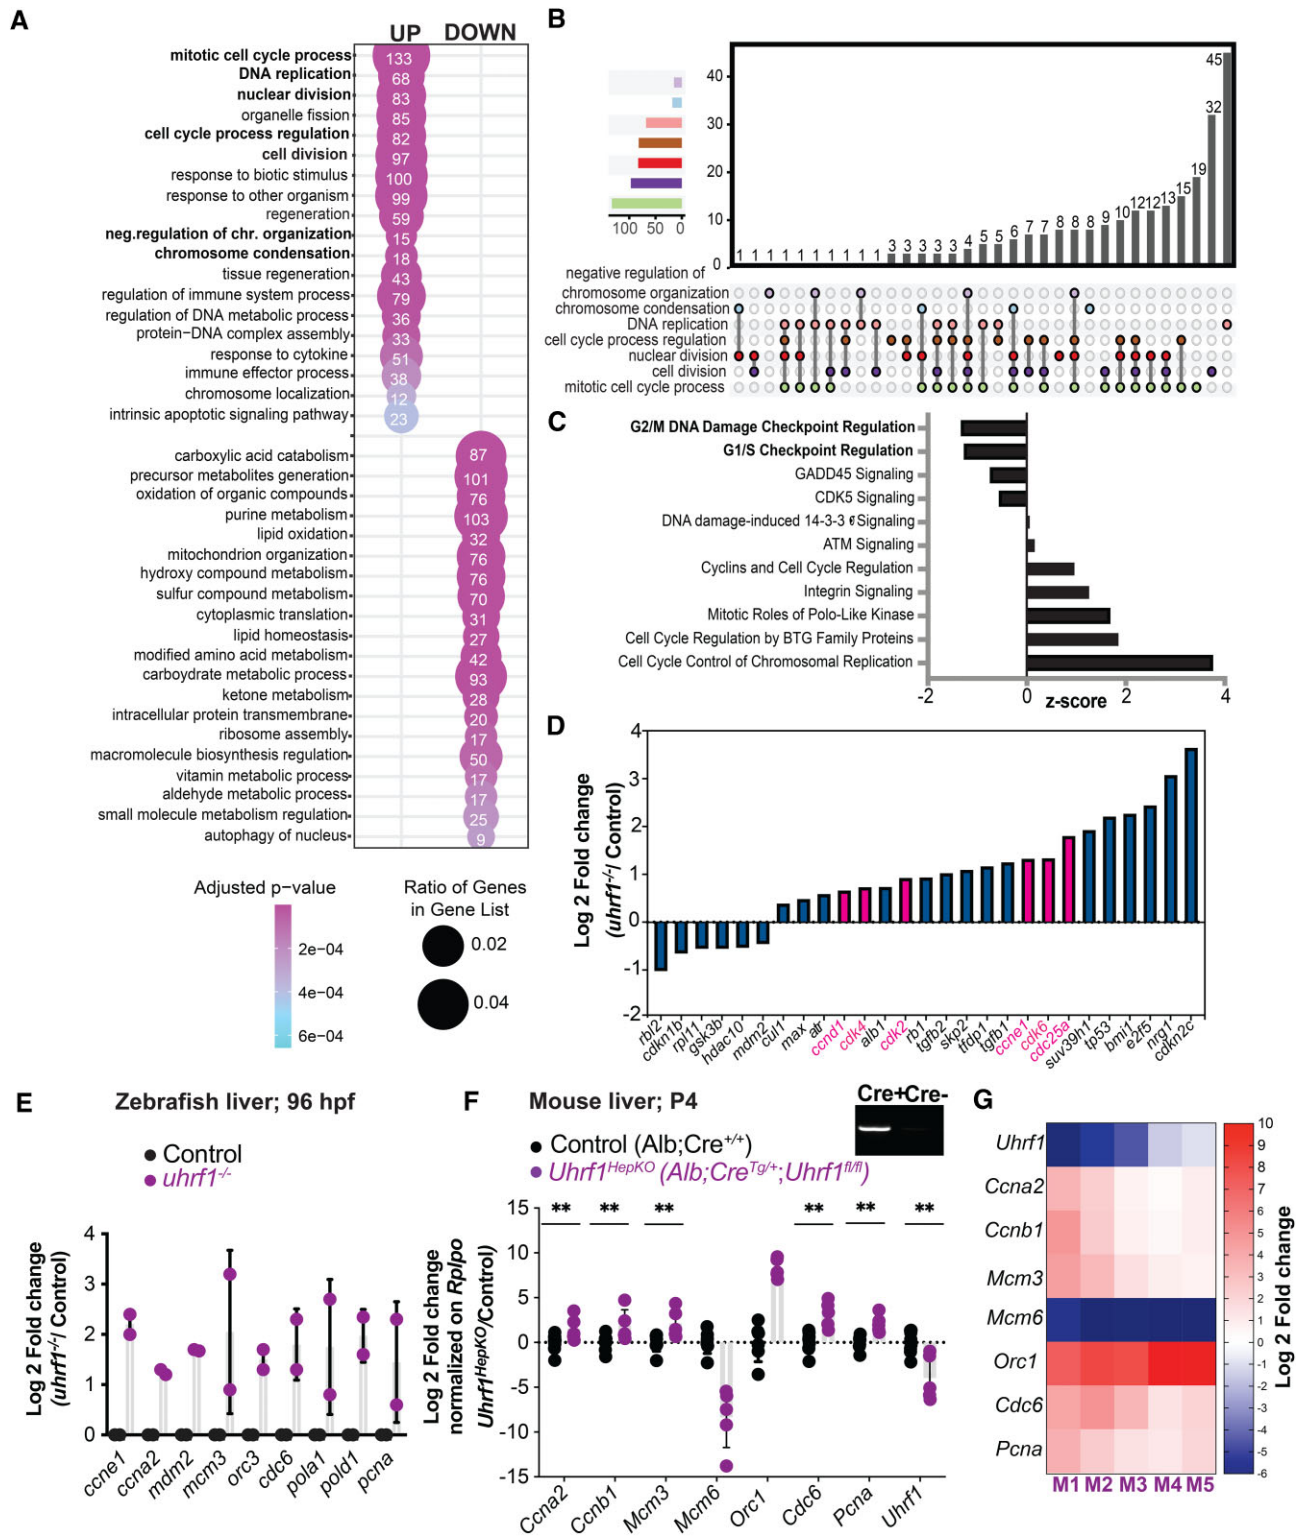 A
UP DOWN
mitotic cell cycle process 133
DNA replication 68
nuclear division 83
organelle fission 85
cell cycle process regulation 82
cell division 97
response to biotic stimulus 100
response to other organism 99
regeneration 59
neg.regulation of chr. organization 15
chromosome condensation 18
tissue regeneration 43
regulation of immune system process 79
regulation of DNA metabolic process 36
protein−DNA complex assembly 33
response to cytokine 51
immune effector process 38
chromosome localization 12
intrinsic apoptotic signaling pathway 23
carboxylic acid catabolism 87
precursor metabolites generation 101
oxidation of organic compounds 76
purine metabolism 103
lipid oxidation 32
mitochondrion organization 76
hydroxy compound metabolism 76
sulfur compound metabolism 70
cytoplasmic translation 31
lipid homeostasis 27
modified amino acid metabolism 42
carboydrate metabolic process 93
ketone metabolism 28
intracellular protein transmembrane 20
ribosome assembly 17
macromolecule biosynthesis regulation 50
vitamin metabolic process 17
aldehyde metabolic process 17
small molecule metabolism regulation 25
autophagy of nucleus 9
Adjusted p−value
2e−04
4e−04
6e−04
Ratio of Genes
in Gene List
0.02
0.04
B
40
30
20
10
0
1 1 1 1 1 1 1 1 1 1 3 3 3 3 3 4 5 5 6 7 7 8 8 8 9 10 12 12 13 15 19 32 45
100 50 0
negative regulation of
chromosome organization
chromosome condensation
DNA replication
cell cycle process regulation
nuclear division
cell division
mitotic cell cycle process
C
G2/M DNA Damage Checkpoint Regulation
G1/S Checkpoint Regulation
GADD45 Signaling
CDK5 Signaling
DNA damage-induced 14-3-3 Signaling
ATM Signaling
Cyclins and Cell Cycle Regulation
Integrin Signaling
Mitotic Roles of Polo-Like Kinase
Cell Cycle Regulation by BTG Family Proteins
Cell Cycle Control of Chromosomal Replication
-2 0 2 4
z-score
D
Log 2 Fold change
(uhrf1-/-/ Control)
4
3
2
1
0
-1
-2
rbl2 cdkn1b rpl11 gsk3b hdac10 mdm2 cul1 max atr ccnd1 cdk4 alb1 cdk2 rb1 tgfb2 skp2 tfdp1 tgfb1 ccne1 cdk6 cdc25a suv39h1 tp53 bmi1 e2f5 nrg1 cdkn2c
E
Zebrafish liver; 96 hpf
Control
uhrf1-/-
Log 2 Fold change
(uhrf1-/-/ Control)
4
3
2
1
0
ccne1 ccna2 mdm2 mcm3 orc3 cdc6 pola1 pold1 pcna
F
Mouse liver; P4
Cre+ Cre-
Control (Alb;Cre+/+)
Uhrf1HepKO (Alb;CreTg/+;Uhrf1fl/fl)
Log 2 Fold change
normalized on Rplpo
Uhrf1HepKO/Control)
15
10
5
0
-5
-10
-15
** ** ** ** ** **
Ccna2 Ccnb1 Mcm3 Mcm6 Orc1 Cdc6 Pcna Uhrf1
G
Uhrf1
Ccna2
Ccnb1
Mcm3
Mcm6
Orc1
Cdc6
Pcna
M1 M2 M3 M4 M5
10
9
8
7
6
5
4
3
2
1
0
-1
-2
-3
-4
-5
-6
Log 2 Fold change